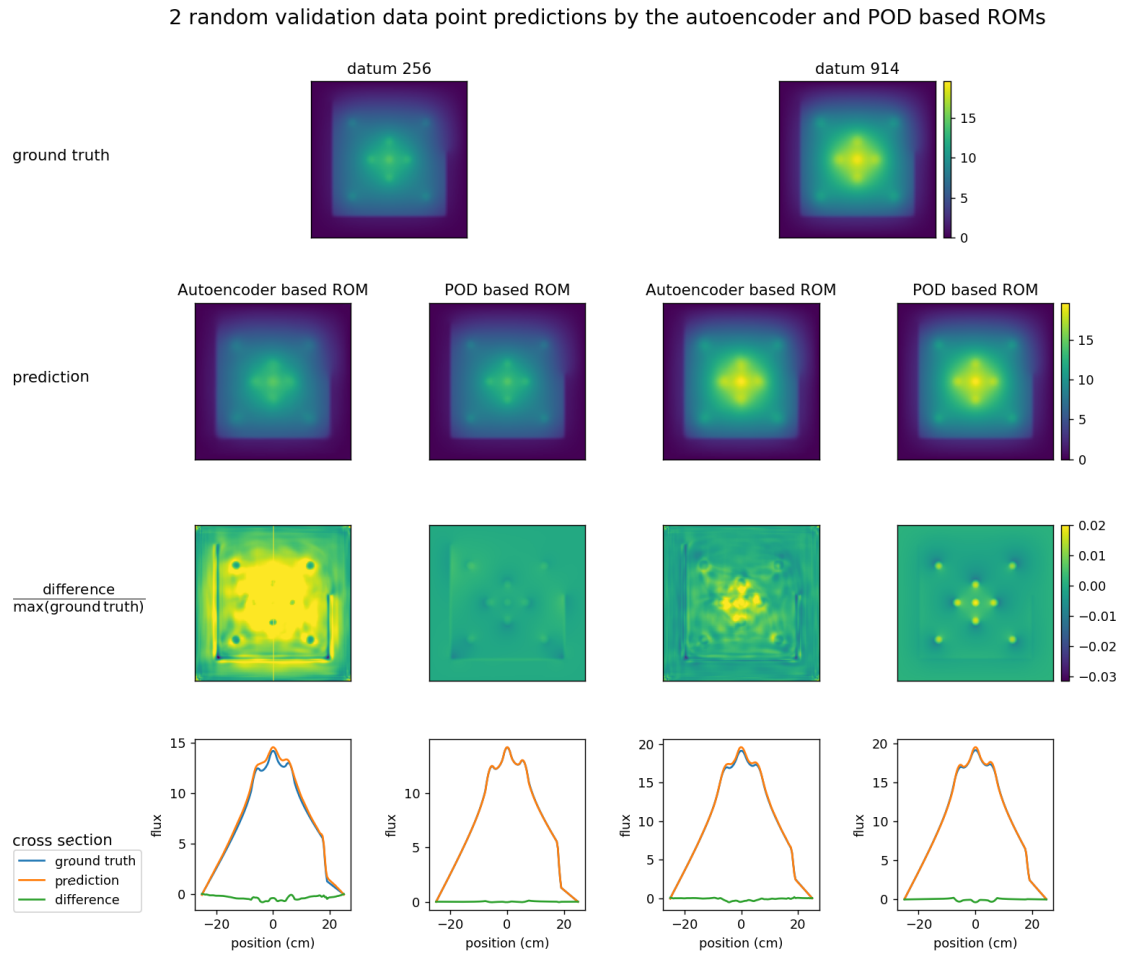 2 random validation data point predictions by the autoencoder and POD based ROMs
datum 256
datum 914
ground truth
15
10
5
0
Autoencoder based ROM
POD based ROM
Autoencoder based ROM
POD based ROM
prediction
15
10
5
0
difference
max(ground truth)
0.02
0.01
0.00
−0.01
−0.02
−0.03
cross section
ground truth
prediction
difference
flux
15
10
5
0
−20
0
20
position (cm)
flux
10
5
0
−20
0
20
position (cm)
flux
20
15
10
5
0
−20
0
20
position (cm)
flux
20
15
10
5
0
−20
0
20
position (cm)